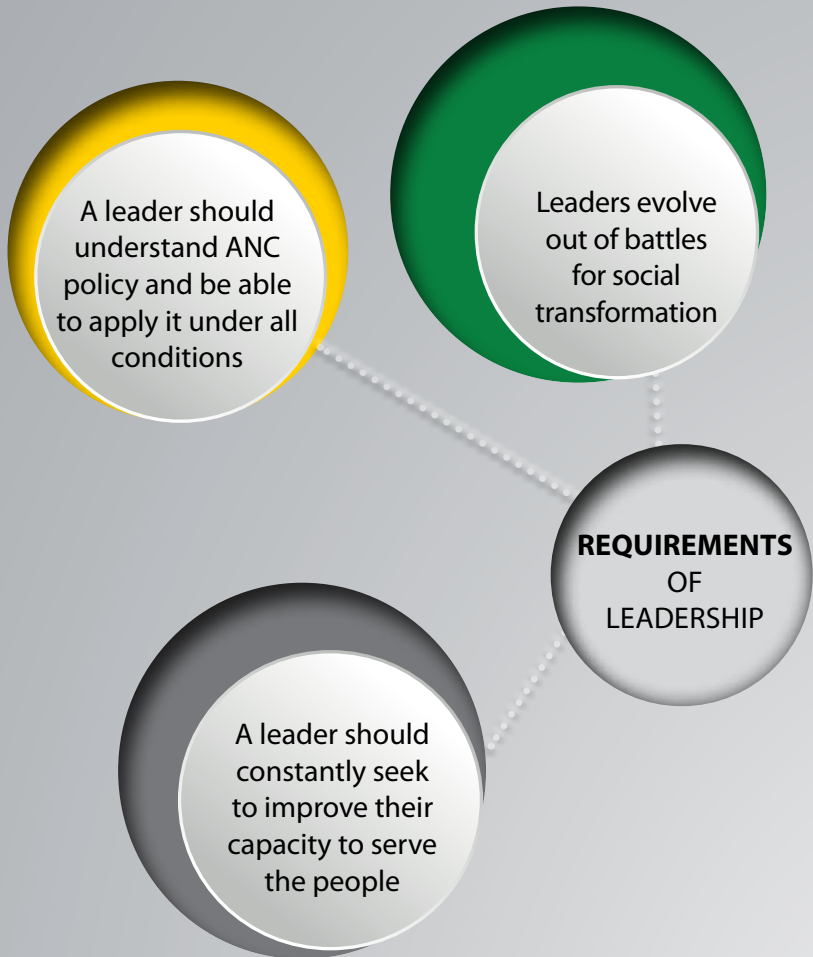 A leader should
understand ANC
policy and be able
to apply it under all
conditions
Leaders evolve
out of battles
for social
transformation
REQUIREMENTS
OF
LEADERSHIP
A leader should
constantly seek
to improve their
capacity to serve
the people